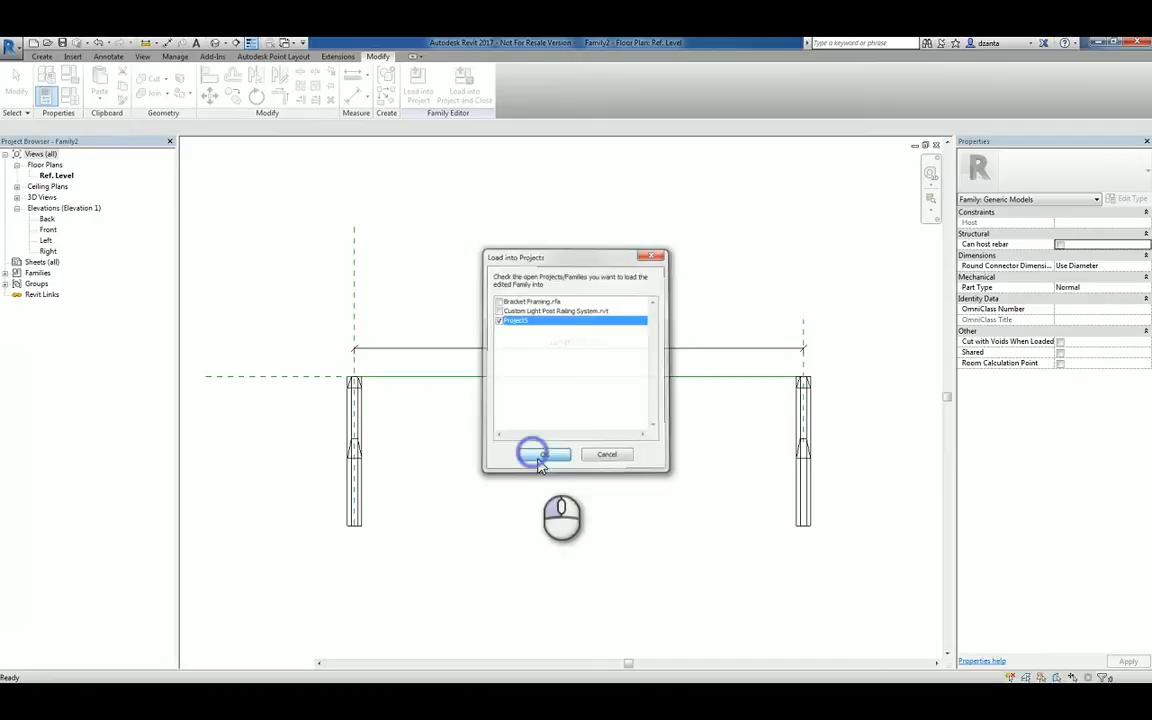 Autodesk Revit 2017 - Not For Resale Version - Family2 - Floor Plan: Ref. Level
Type a keyword or phrase
dzanta
Create Insert Annotate View Manage Add-Ins Autodesk Point Layout Extensions Modify
Modify
Paste
Cut
Join
Load into
Project
Load into
Project and Close
Select Properties Clipboard Geometry Modify Measure Create Family Editor
Project Browser - Family2
Views (all)
Floor Plans
Ref. Level
Ceiling Plans
3D Views
Elevations (Elevation 1)
Back
Front
Left
Right
Sheets (all)
Families
Groups
Revit Links
Load into Projects
Check the open Projects/Families you want to load the
edited Family into
Bracket Framing.rfa
Custom Light Post Railing System.rvt
Project5
Cancel
Properties
Family: Generic Models
Edit Type
Constraints
Host
Structural
Can host rebar
Dimensions
Round Connector Dimensi... Use Diameter
Mechanical
Part Type Normal
Identity Data
OmniClass Number
OmniClass Title
Other
Cut with Voids When Loaded
Shared
Room Calculation Point
Properties help
Apply
Ready